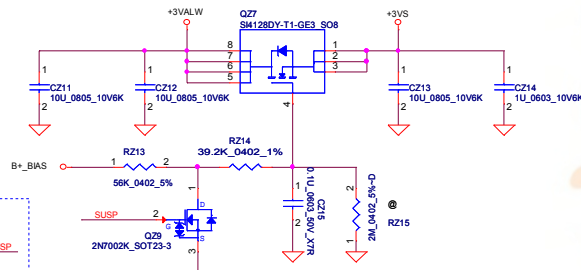 +3VALW
QZ7
SI4128DY-T1-GE3_SO8
+3VS
8
7
6
5
1
2
3
4
1
CZ11
10U_0805_10V6K
2
1
CZ12
10U_0805_10V6K
2
1
CZ13
10U_0805_10V6K
2
1
CZ14
1U_0603_10V6K
2
B+_BIAS
1
RZ13
2
56K_0402_5%
RZ14
39.2K_0402_1%
1
CZ15
0.1U_0603_50V_X7R
2
2
@
RZ15
2M_0402_5%~D
1
SUSP
2
G
1
D
S
3
QZ9
2N7002K_SOT23-3
SP